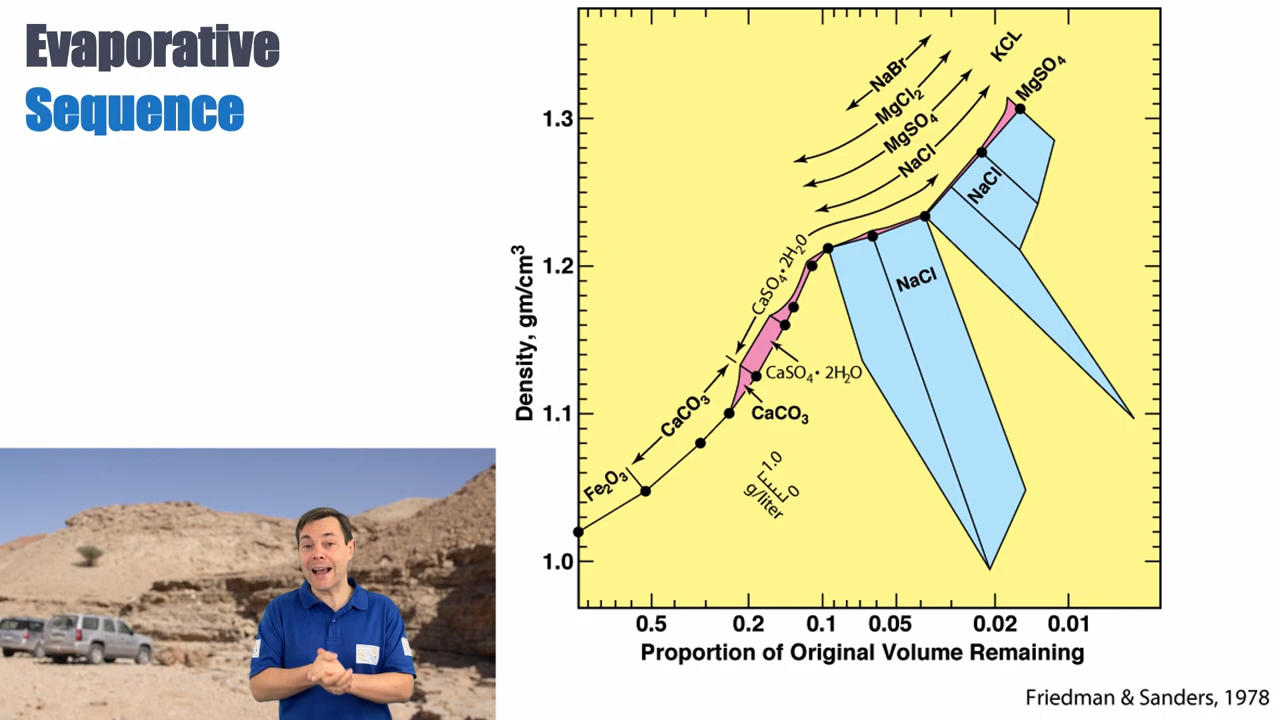 Evaporative
Sequence
NaBr
KCL
MgCl₂
MgSO₄
MgSO₄
NaCl
NaCl
1.3
1.2
1.1
1.0
Density, gm/cm³
CaSO₄•2H₂O
NaCl
CaSO₄•2H₂O
CaCO₃
CaCO₃
Fe₂O₃
1.0
0
g/liter
0.5 0.2 0.1 0.05 0.02 0.01
Proportion of Original Volume Remaining
Friedman & Sanders, 1978